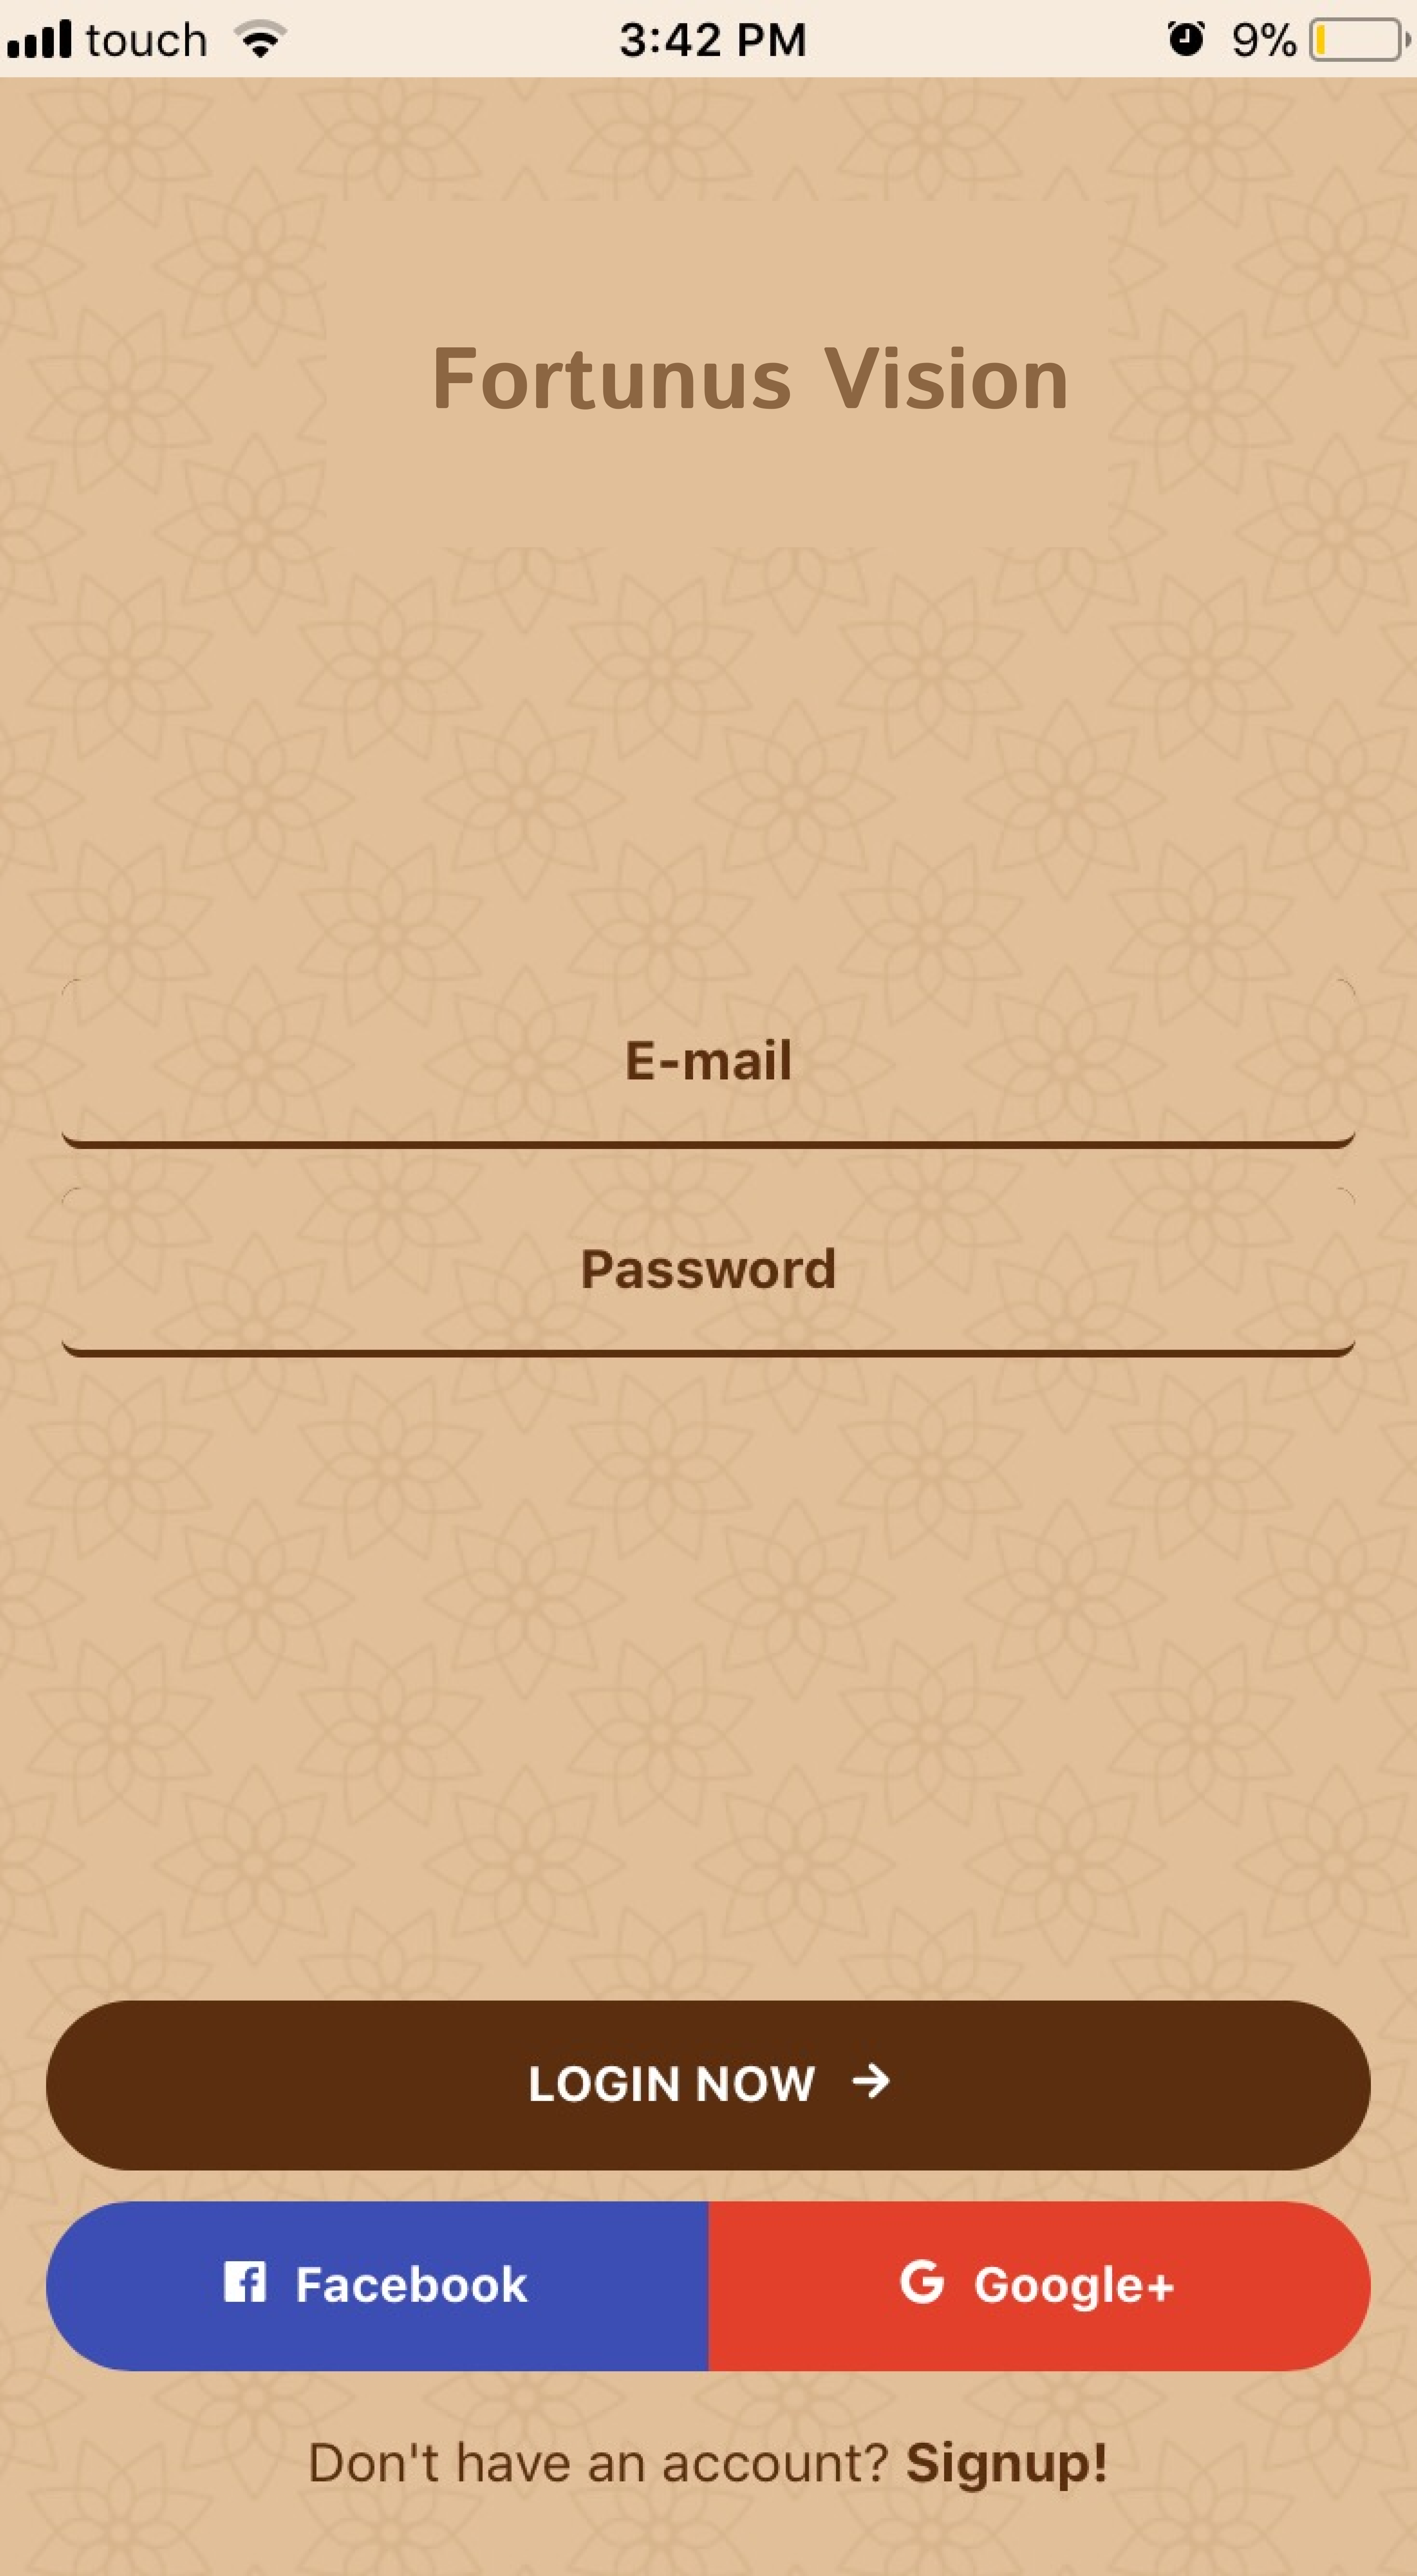 touch 3:42 PM 9%
Fortunus Vision
E-mail
Password
LOGIN NOW →
Facebook Google+
Don't have an account? Signup!